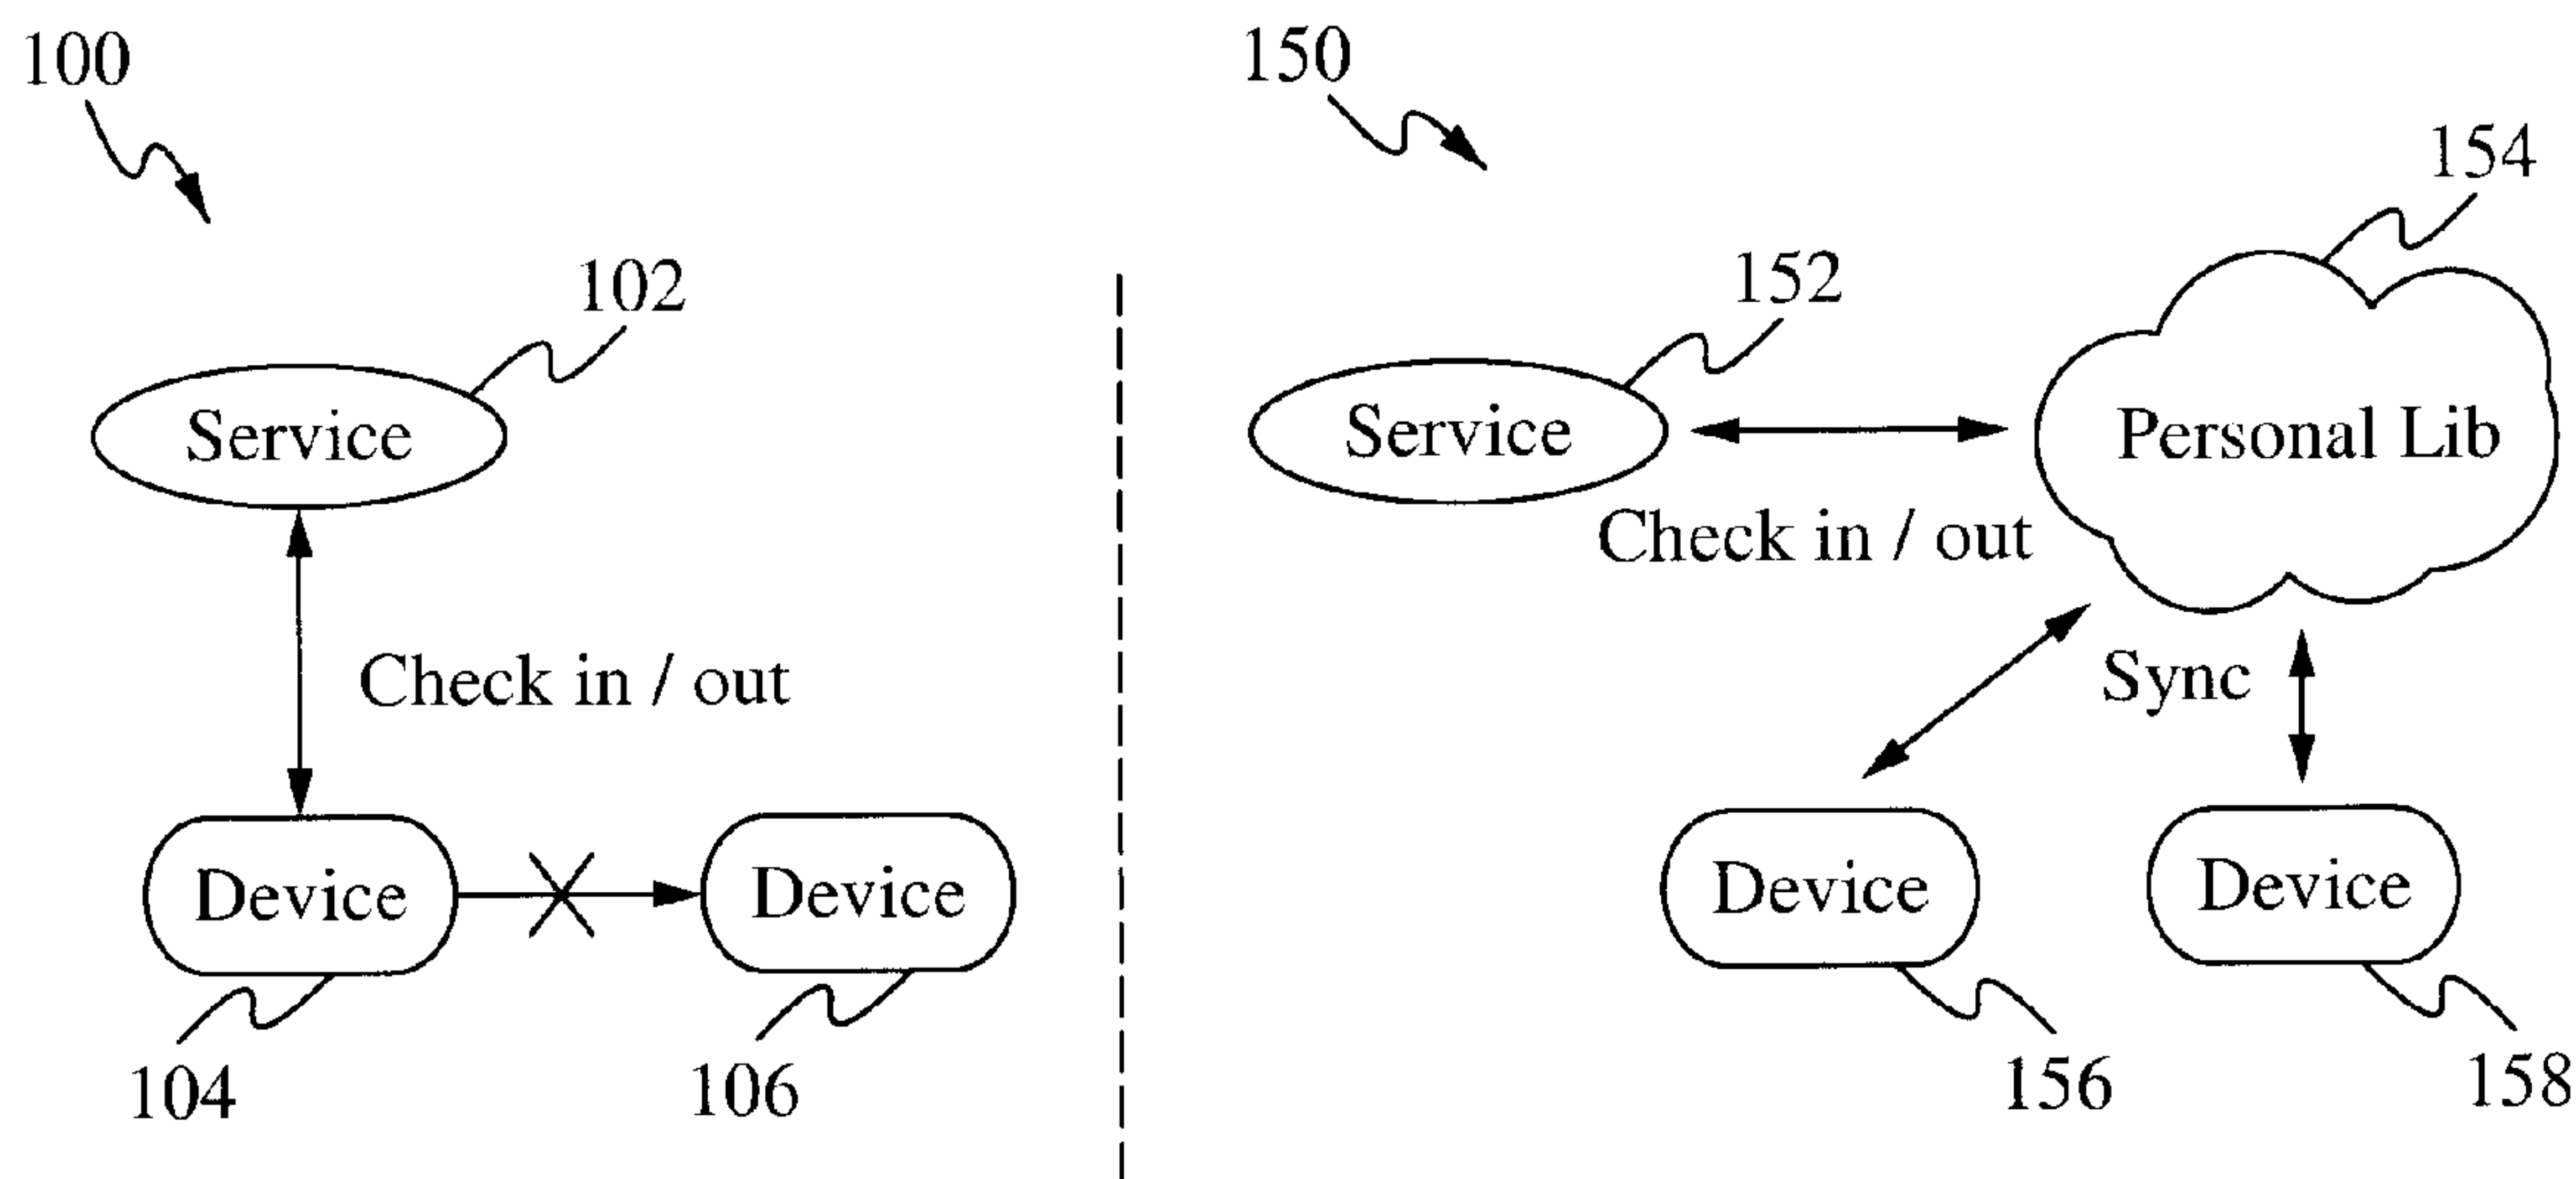 100
102
Service
Check in / out
Device
Device
104
106
150
154
152
Service
Personal Lib
Check in / out
Sync
Device
Device
156
158